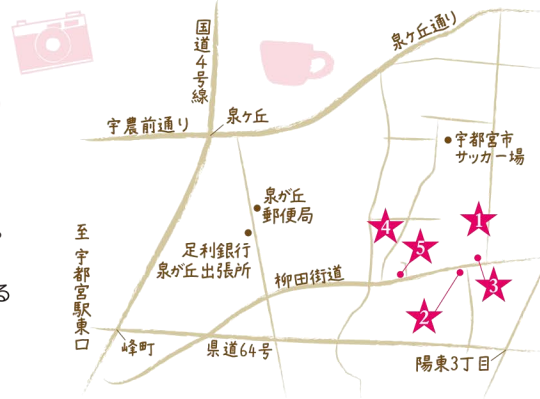 国道4号線
泉ヶ丘通り
宇農前通り
泉ヶ丘
宇都宮市
サッカー場
泉が丘
郵便局
足利銀行
泉が丘出張所
至 宇都宮駅東口
る
柳田街道
4
1
5
3
2
峰町
県道64号
陽東3丁目